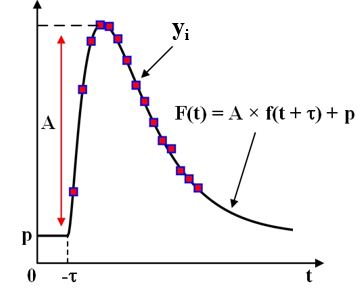 yᵢ
F(t) = A × f(t + τ) + p
A
p
0
-τ
t